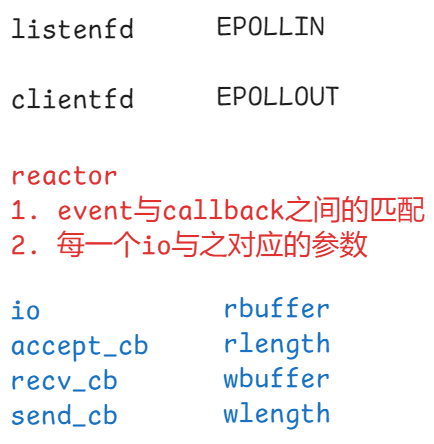 listenfd EPOLLIN
clientfd EPOLLOUT
reactor
1. event与callback之间的匹配
2. 每一个io与之对应的参数
io rbuffer
accept_cb rlength
recv_cb wbuffer
send_cb wlength